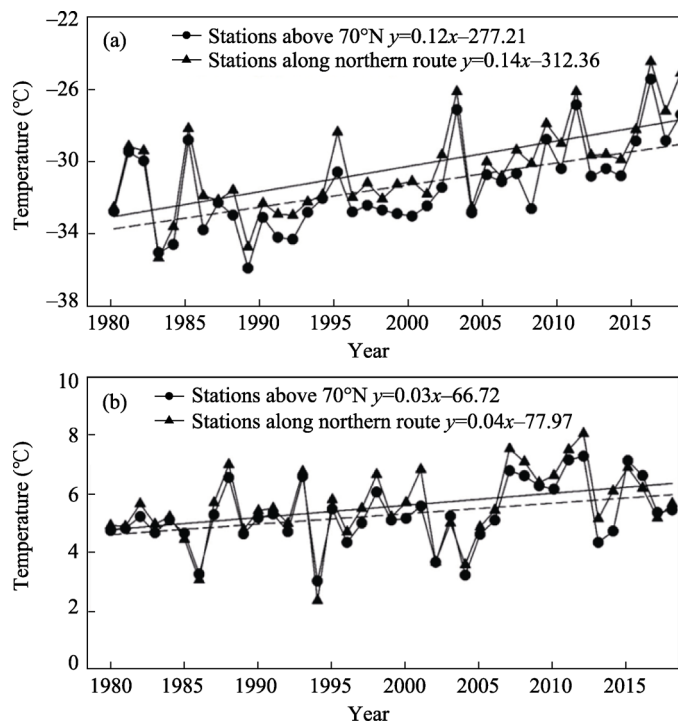 (a)
Stations above 70°N y=0.12x–277.21
Stations along northern route y=0.14x–312.36
Temperature (℃)
–22
–26
–30
–34
–38
1980 1985 1990 1995 2000 2005 2010 2015
Year
(b)
Stations above 70°N y=0.03x–66.72
Stations along northern route y=0.04x–77.97
Temperature (℃)
10
8
6
4
2
0
1980 1985 1990 1995 2000 2005 2010 2015
Year